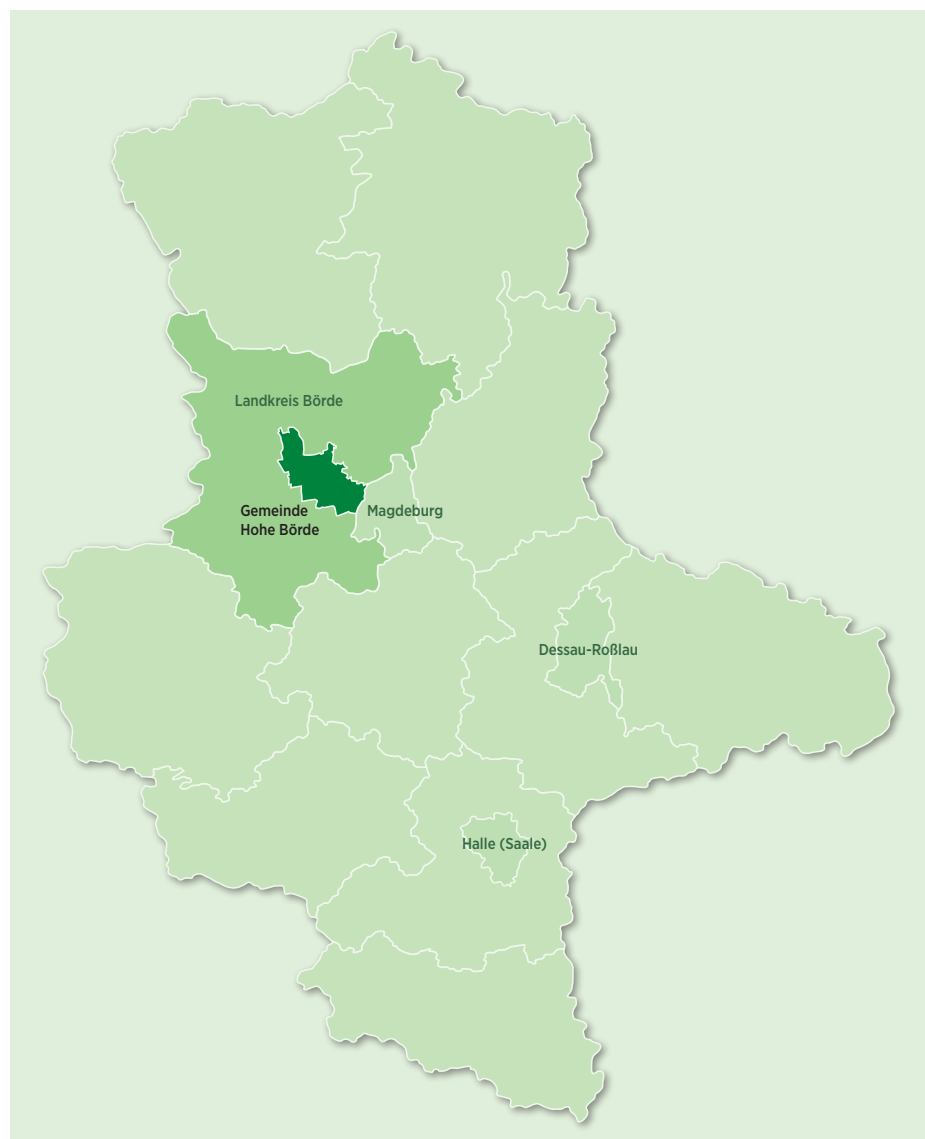 Landkreis Börde
Gemeinde
Hohe Börde
Magdeburg
Dessau-Roßlau
Halle (Saale)